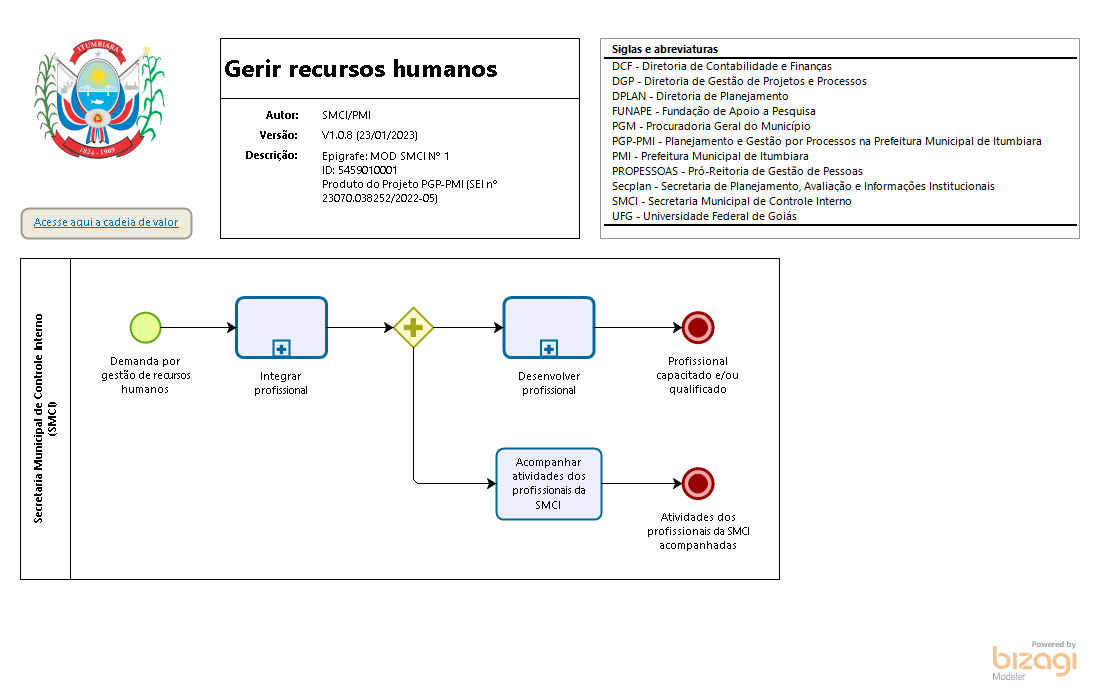 ITUMBIARA
1824 - 1909
Acesse aqui a cadeia de valor
Gerir recursos humanos
Autor: SMCI/PMI
Versão: V1.0.8 (23/01/2023)
Descrição: Epigrafe: MOD SMCI Nº 1
ID: 5459010001
Produto do Projeto PGP-PMI (SEI nº
23070.038252/2022-05)
Siglas e abreviaturas
DCF - Diretoria de Contabilidade e Finanças
DGP - Diretoria de Gestão de Projetos e Processos
DPLAN - Diretoria de Planejamento
FUNAPE - Fundação de Apoio a Pesquisa
PGM - Procuradoria Geral do Município
PGP-PMI - Planejamento e Gestão por Processos na Prefeitura Municipal de Itumbiara
PMI - Prefeitura Municipal de Itumbiara
PROPESSOAS - Pró-Reitoria de Gestão de Pessoas
Secplan - Secretaria de Planejamento, Avaliação e Informações Institucionais
SMCI - Secretaria Municipal de Controle Interno
UFG - Universidade Federal de Goiás
Secretaria Municipal de Controle Interno
(SMCI)
Demanda por
gestão de recursos
humanos
Integrar
profissional
Desenvolver
profissional
Profissional
capacitado e/ou
qualificado
Acompanhar
atividades dos
profissionais da
SMCI
Atividades dos
profissionais da SMCI
acompanhadas
Powered by
bizagi
Modeler